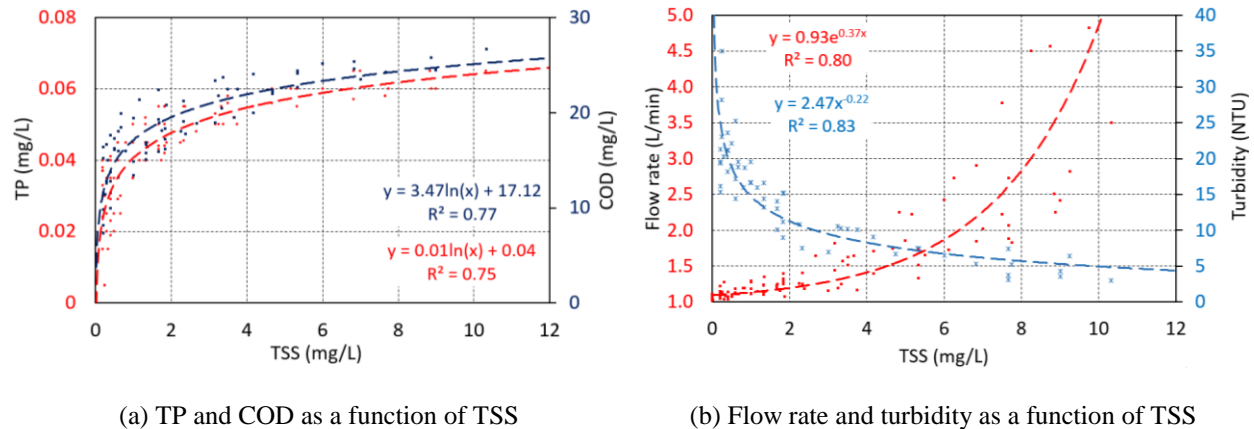 0.08
0.06
0.04
0.02
0
TP (mg/L)
30
20
10
0
COD (mg/L)
y = 3.47ln(x) + 17.12
R² = 0.77
y = 0.01ln(x) + 0.04
R² = 0.75
0 2 4 6 8 10 12
TSS (mg/L)
(a) TP and COD as a function of TSS
5.0
4.5
4.0
3.5
3.0
2.5
2.0
1.5
1.0
Flow rate (L/min)
y = 0.93e^0.37x
R² = 0.80
y = 2.47x^-0.22
R² = 0.83
40
35
30
25
20
15
10
5
0
Turbidity (NTU)
0 2 4 6 8 10 12
TSS (mg/L)
(b) Flow rate and turbidity as a function of TSS